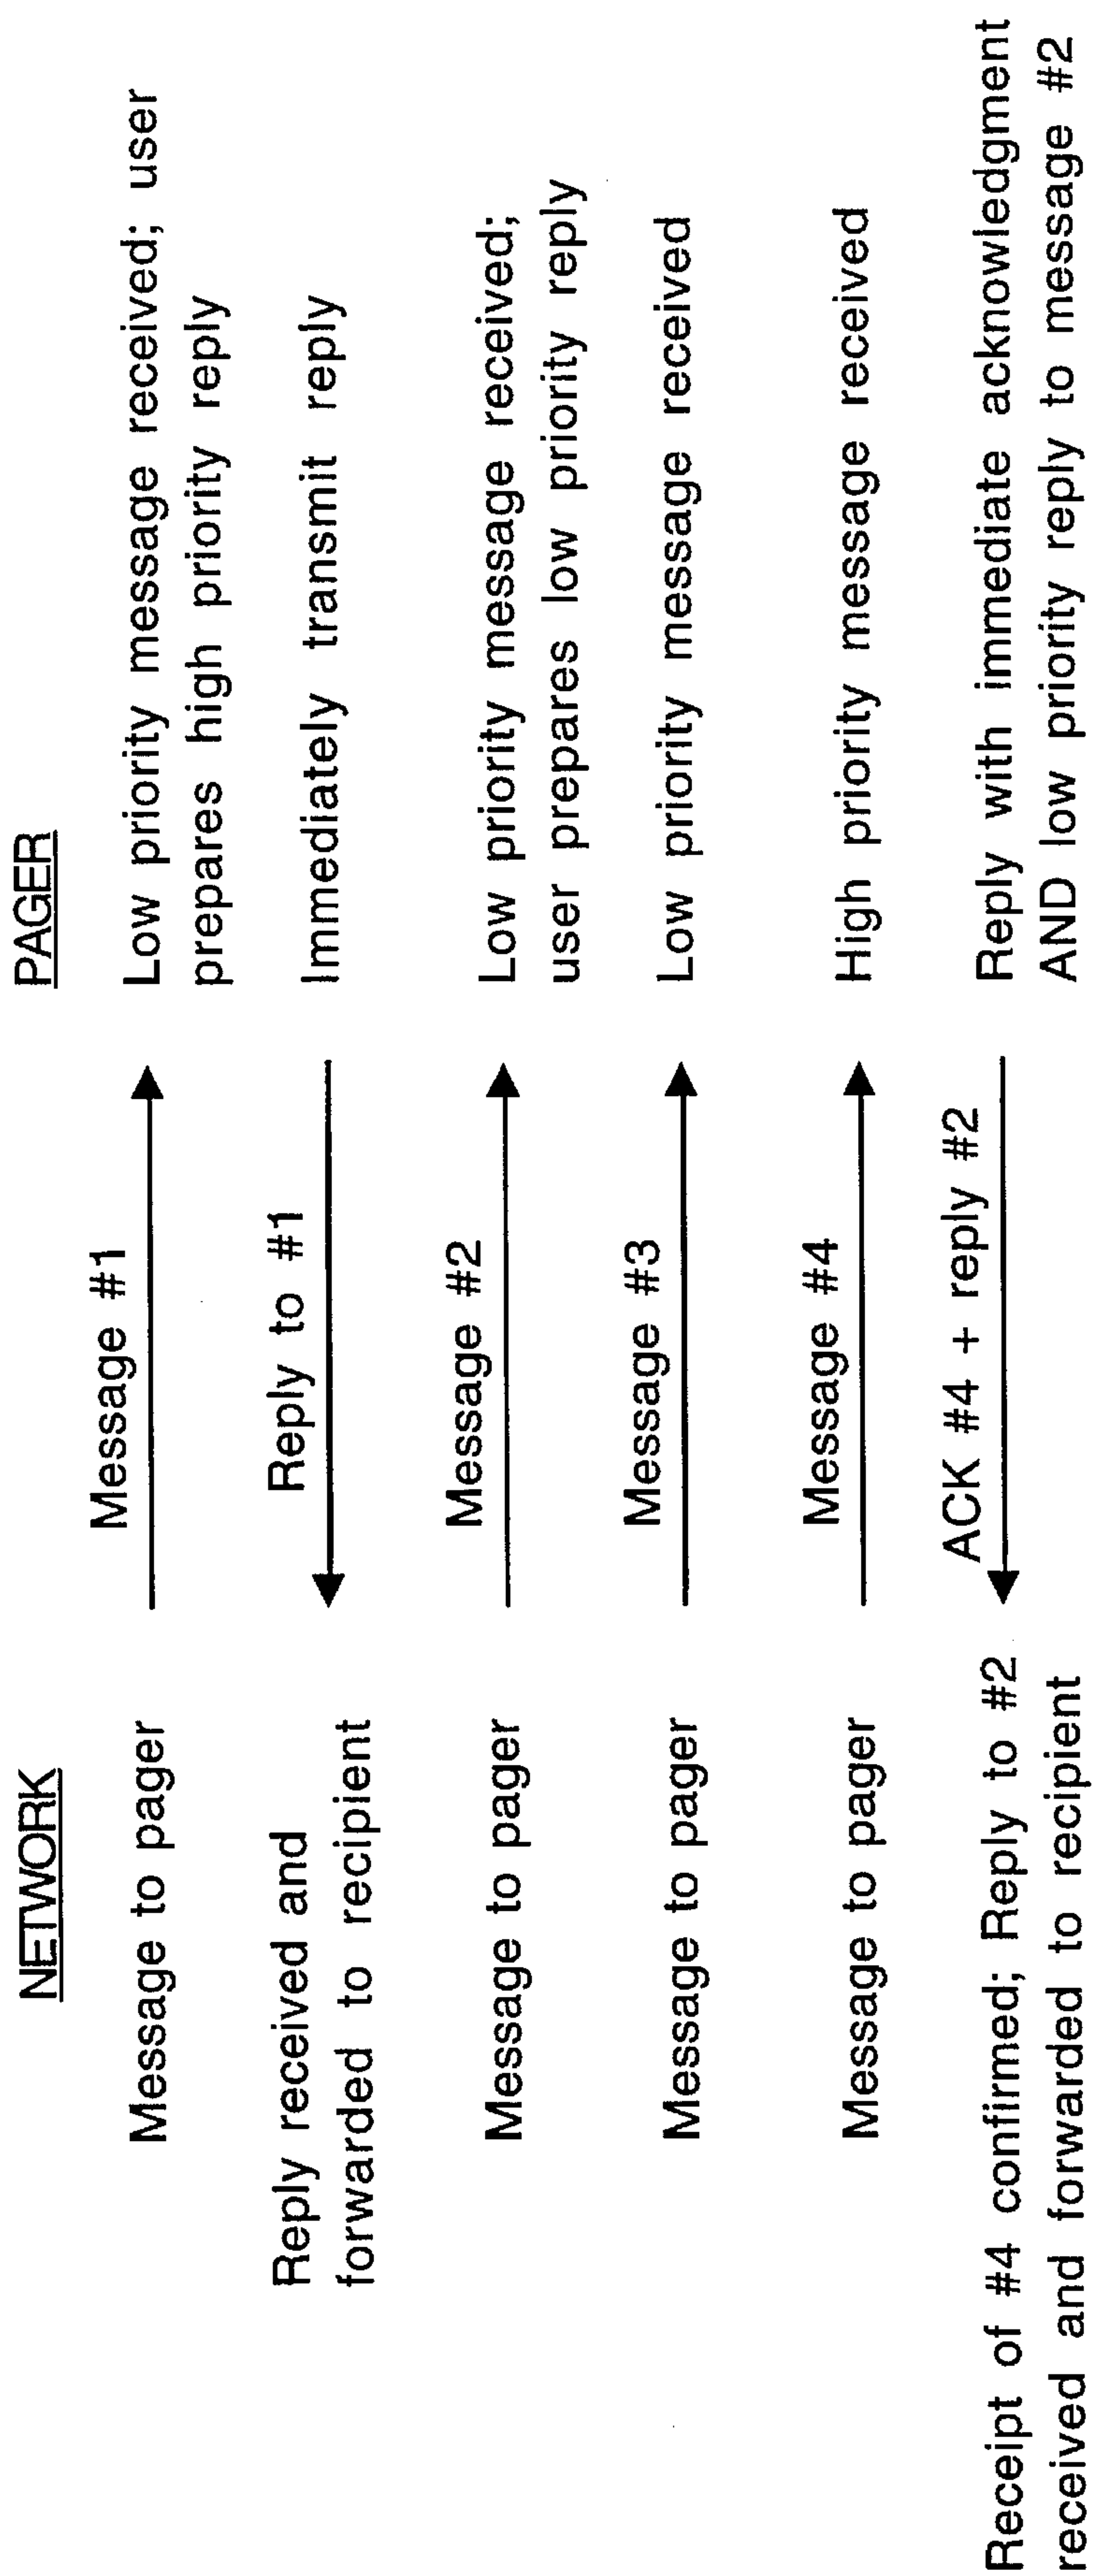 NETWORK
PAGER
Message to pager
Message #1
Low priority message received; user
prepares high priority reply
Reply received and
forwarded to recipient
Reply to #1
Immediately transmit reply
Message to pager
Message #2
Low priority message received;
user prepares low priority reply
Message to pager
Message #3
Low priority message received
Message to pager
Message #4
High priority message received
Receipt of #4 confirmed; Reply to #2
received and forwarded to recipient
ACK #4 + reply #2
Reply with immediate acknowledgment
AND low priority reply to message #2